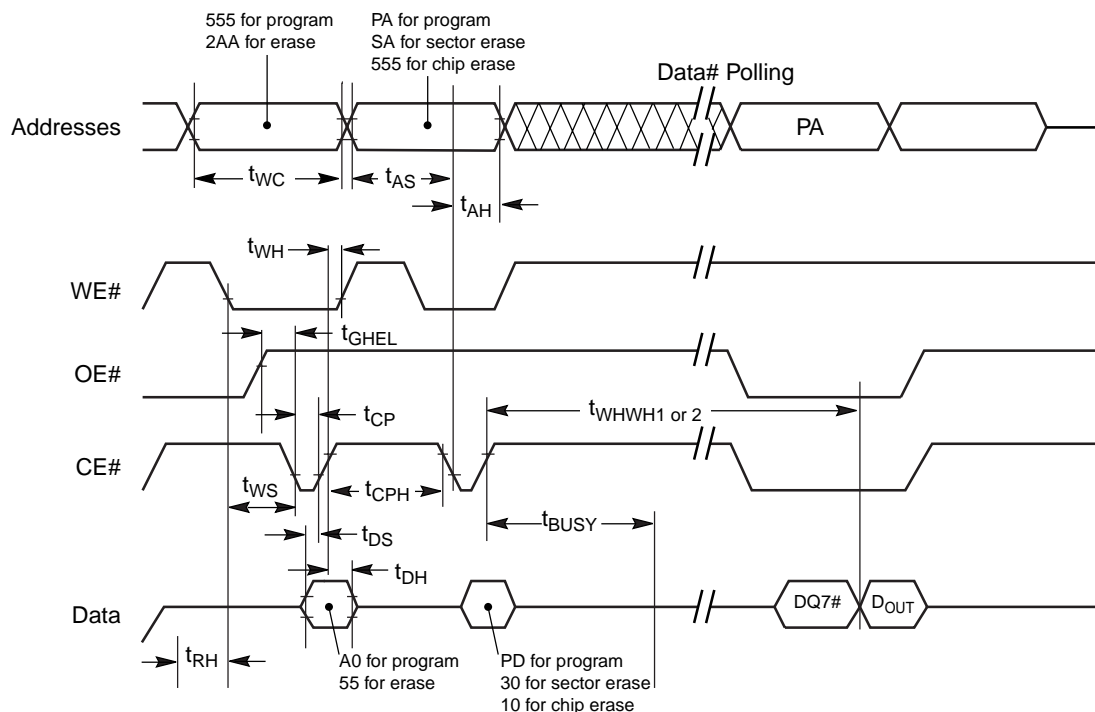 555 for program
2AA for erase
PA for program
SA for sector erase
555 for chip erase
Data# Polling
Addresses
PA
tWC
tAS
tAH
tWH
WE#
tGHEL
OE#
tCP
tWHWH1 or 2
CE#
tWS
tCPH
tBUSY
tDS
tDH
Data
DQ7#
DOUT
tRH
A0 for program
55 for erase
PD for program
30 for sector erase
10 for chip erase